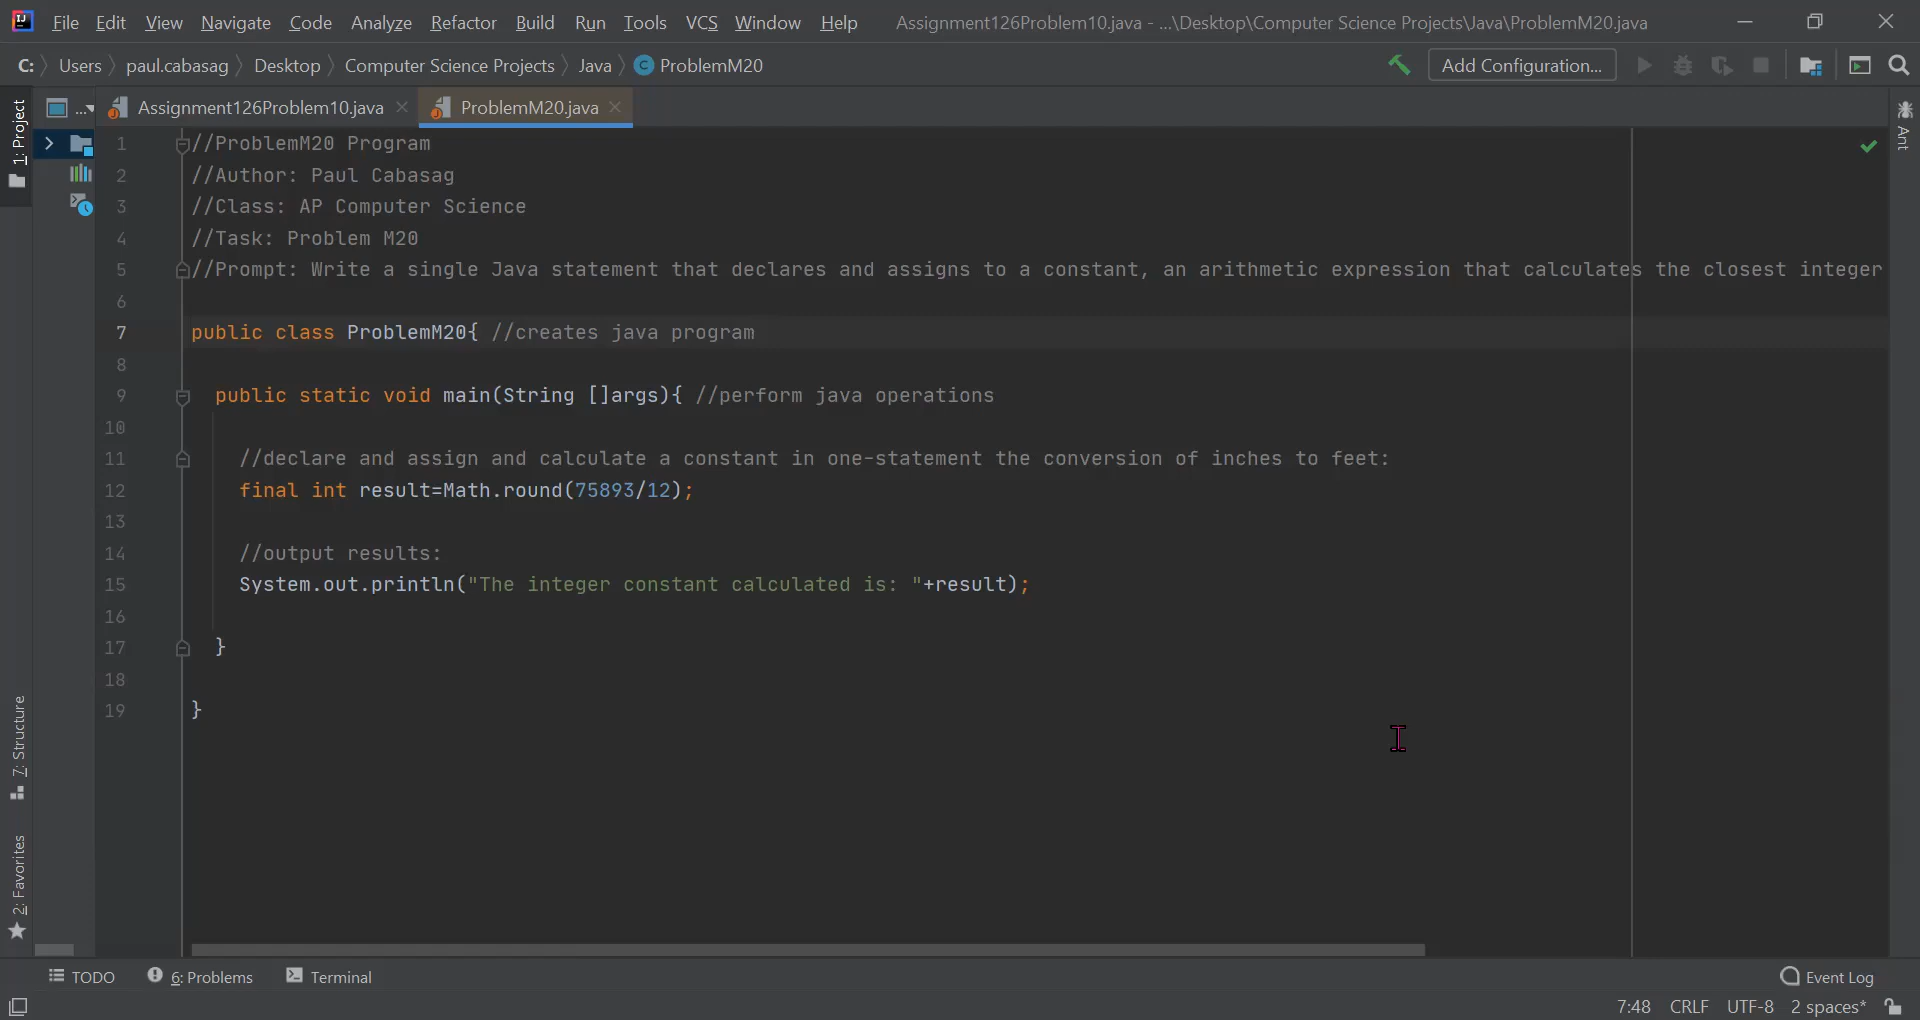 File Edit View Navigate Code Analyze Refactor Build Run Tools VCS Window Help Assignment126Problem10.java - ...\Desktop\Computer Science Projects\Java\ProblemM20.java
C: Users paul.cabasag Desktop Computer Science Projects Java C ProblemM20 Add Configuration...
1: Project
... Assignment126Problem10.java ProblemM20.java
Ant
1 //ProblemM20 Program
2 //Author: Paul Cabasag
3 //Class: AP Computer Science
4 //Task: Problem M20
5 //Prompt: Write a single Java statement that declares and assigns to a constant, an arithmetic expression that calculates the closest integer
6
7 public class ProblemM20{ //creates java program
8
9 public static void main(String []args){ //perform java operations
10
11 //declare and assign and calculate a constant in one-statement the conversion of inches to feet:
12 final int result=Math.round(75893/12);
13
14 //output results:
15 System.out.println("The integer constant calculated is: "+result);
16
17 }
18
19 }
7: Structure
2: Favorites
TODO 6: Problems Terminal Event Log
7:48 CRLF UTF-8 2 spaces*